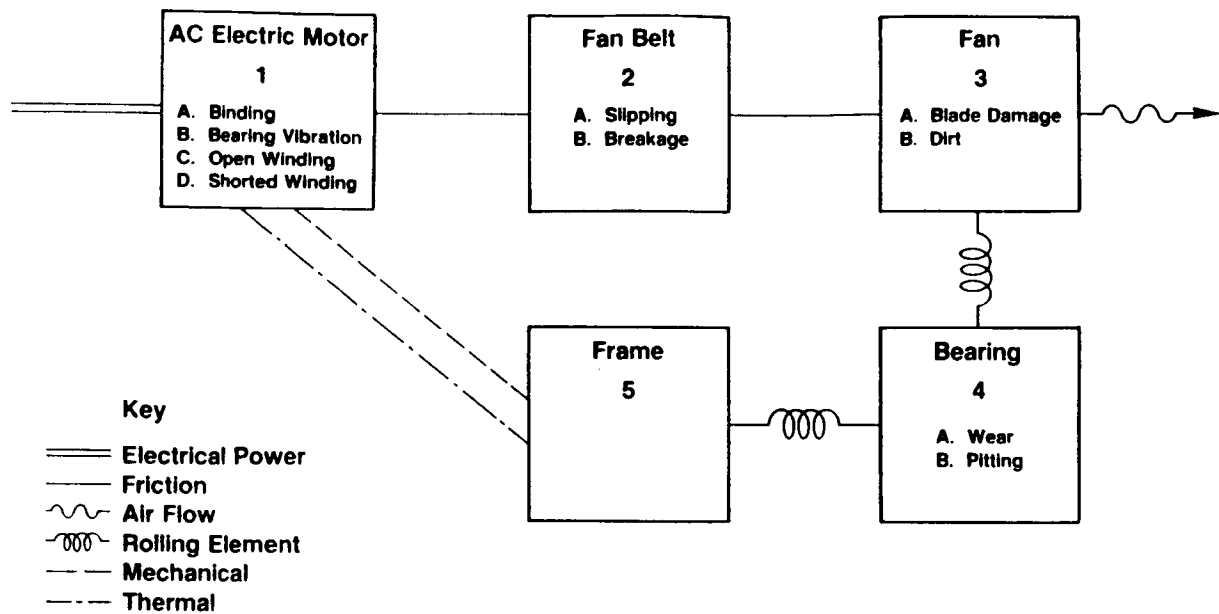 AC Electric Motor
1
A. Binding
B. Bearing Vibration
C. Open Winding
D. Shorted Winding
Fan Belt
2
A. Slipping
B. Breakage
Fan
3
A. Blade Damage
B. Dirt
Frame
5
Bearing
4
A. Wear
B. Pitting
Key
Electrical Power
Friction
Air Flow
Rolling Element
Mechanical
Thermal